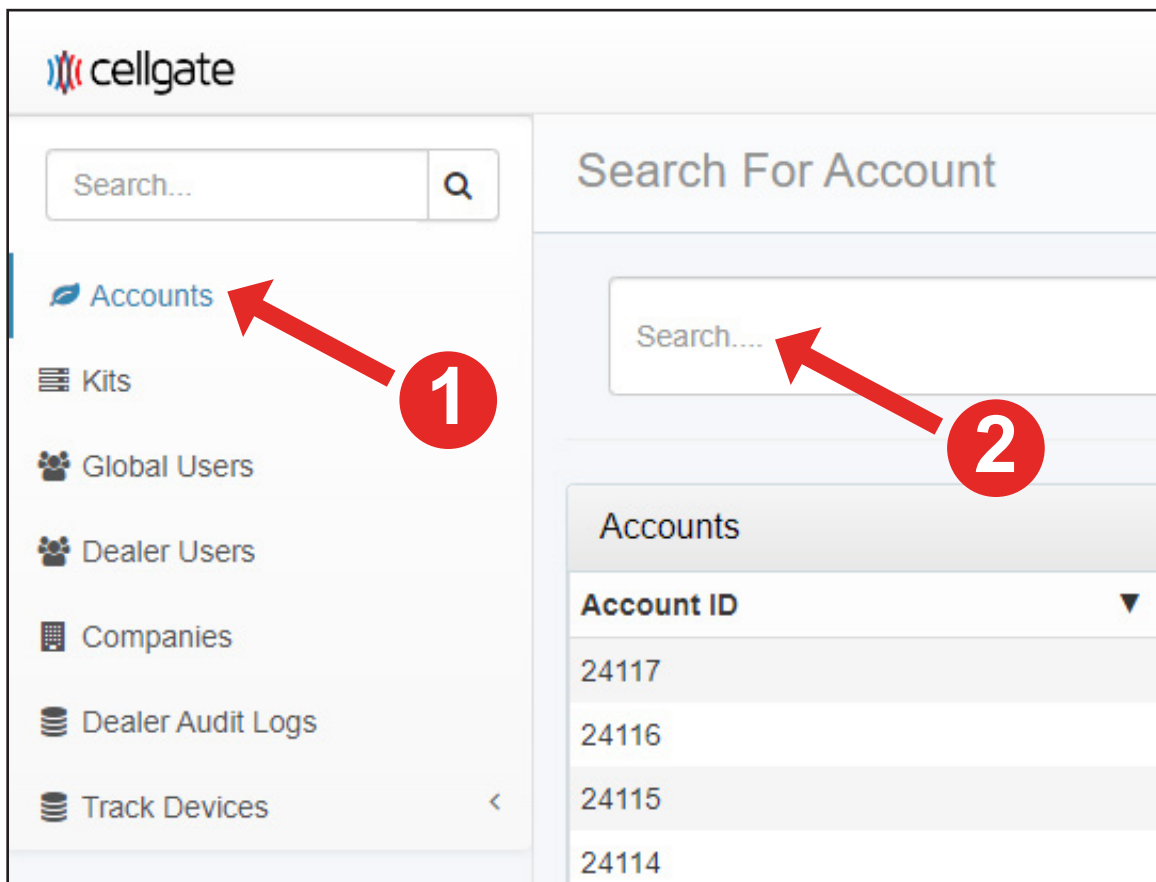 cellgate
Search...
Accounts
Kits
Global Users
Dealer Users
Companies
Dealer Audit Logs
Track Devices
1
Search For Account
Search....
2
Accounts
Account ID
24117
24116
24115
24114